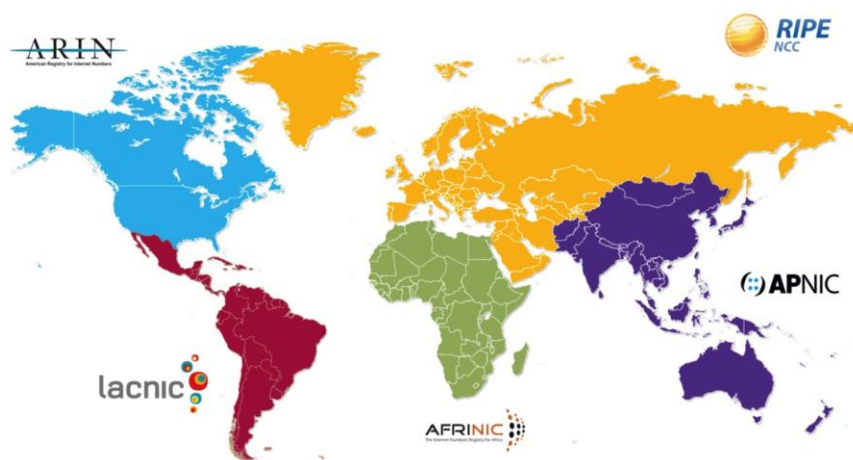 ARIN
American Registry for Internet Numbers
RIPE
NCC
APNIC
lacnic
AFRINIC
The Internet Numbers Registry for Africa